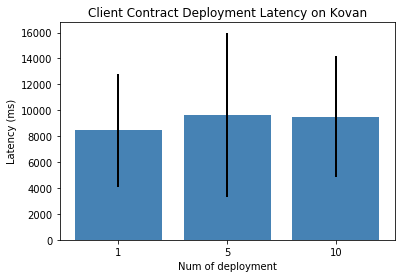 Client Contract Deployment Latency on Kovan
Latency (ms)
16000
14000
12000
10000
8000
6000
4000
2000
0
1 5 10
Num of deployment